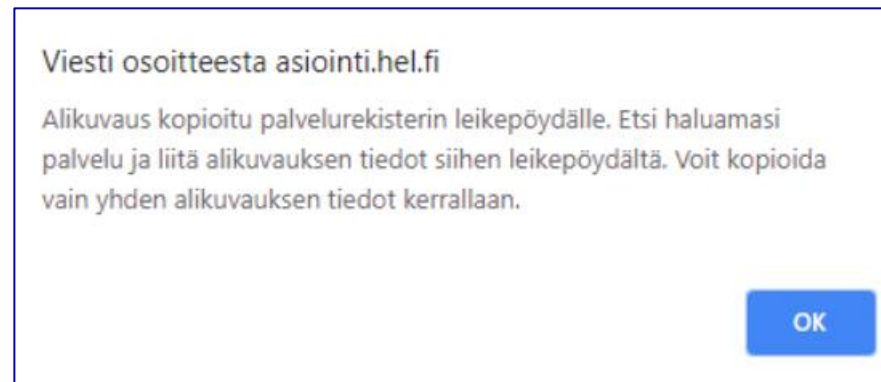 Viesti osoitteesta asiointi.hel.fi
Alikuvaus kopioitu palvelurekisterin leikepöydälle. Etsi haluamasi
palvelu ja liitä alikuvauksen tiedot siihen leikepöydältä. Voit kopioida
vain yhden alikuvauksen tiedot kerrallaan.
OK